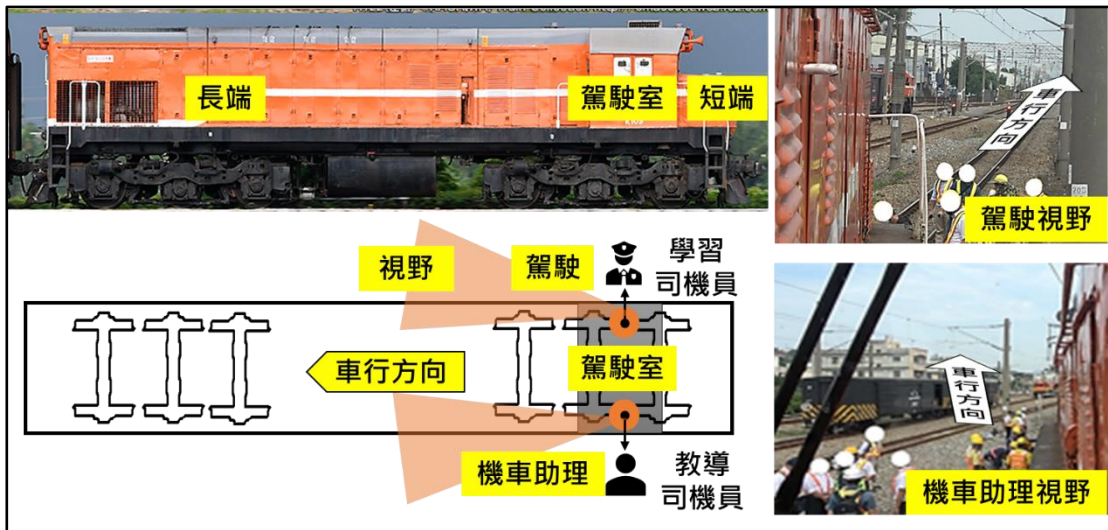 長端
駕駛室
短端
車行方向
駕駛視野
視野
駕駛
學習
司機員
車行方向
駕駛室
機車助理
教導
司機員
車行方向
機車助理視野